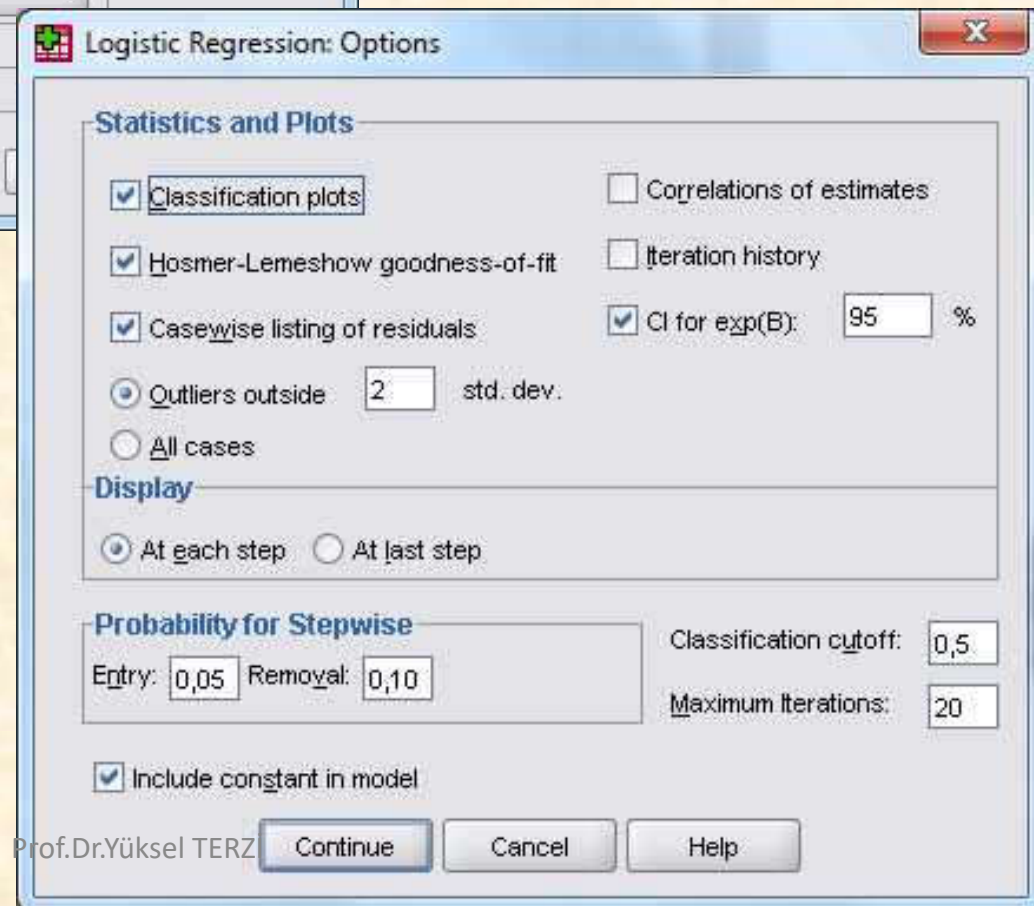 Logistic Regression: Options
Statistics and Plots
Classification plots
Correlations of estimates
Hosmer-Lemeshow goodness-of-fit
Iteration history
Casewise listing of residuals
CI for exp(B): 95 %
Outliers outside 2 std. dev.
All cases
Display
At each step At last step
Probability for Stepwise
Entry: 0,05 Removal: 0,10
Classification cutoff: 0,5
Maximum Iterations: 20
Include constant in model
Prof.Dr.Yüksel TERZ
Continue Cancel Help